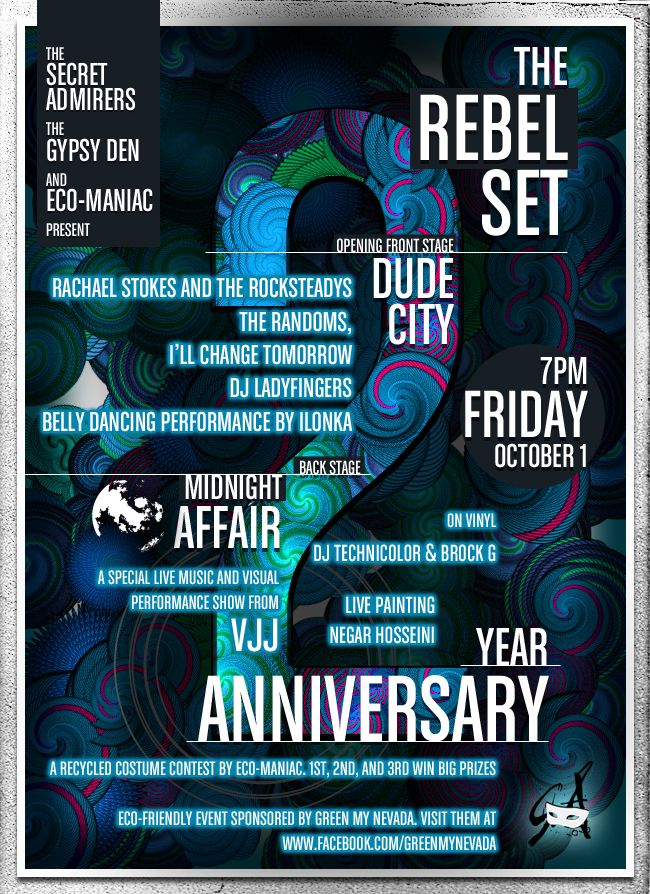 THE
SECRET
ADMIRERS
THE
GYPSY DEN
AND
ECO-MANIAC
PRESENT
THE
REBEL
SET
OPENING FRONT STAGE
DUDE
CITY
RACHAEL STOKES AND THE ROCKSTEADYS
THE RANDOMS,
I'LL CHANGE TOMORROW
DJ LADYFINGERS
BELLY DANCING PERFORMANCE BY ILONKA
7PM
FRIDAY
OCTOBER 1
BACK STAGE
MIDNIGHT
AFFAIR
A SPECIAL LIVE MUSIC AND VISUAL
PERFORMANCE SHOW FROM
VJJ
ON VINYL
DJ TECHNICOLOR & BROCK G
LIVE PAINTING
NEGAR HOSSEINI
2
YEAR
ANNIVERSARY
A RECYCLED COSTUME CONTEST BY ECO-MANIAC. 1ST, 2ND, AND 3RD WIN BIG PRIZES
ECO-FRIENDLY EVENT SPONSORED BY GREEN MY NEVADA. VISIT THEM AT
WWW.FACEBOOK.COM/GREENMYNEVADA
SA